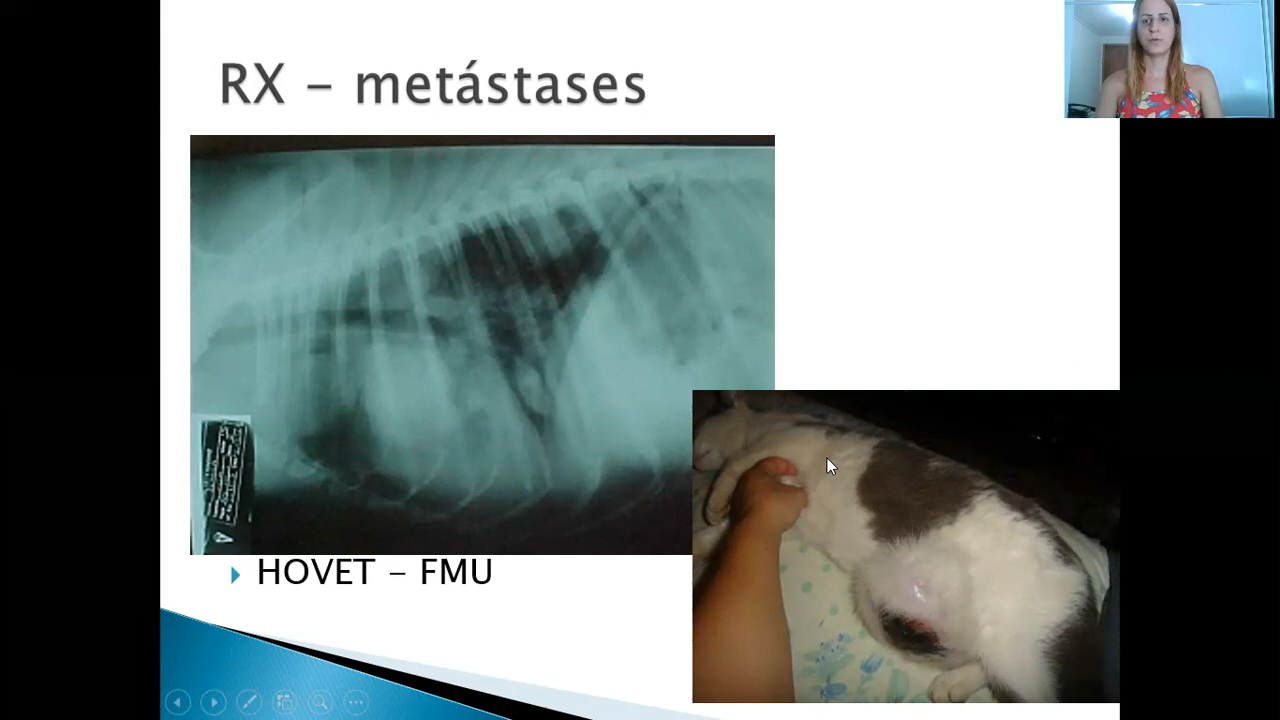 RX – metástases
HOVET – FMU